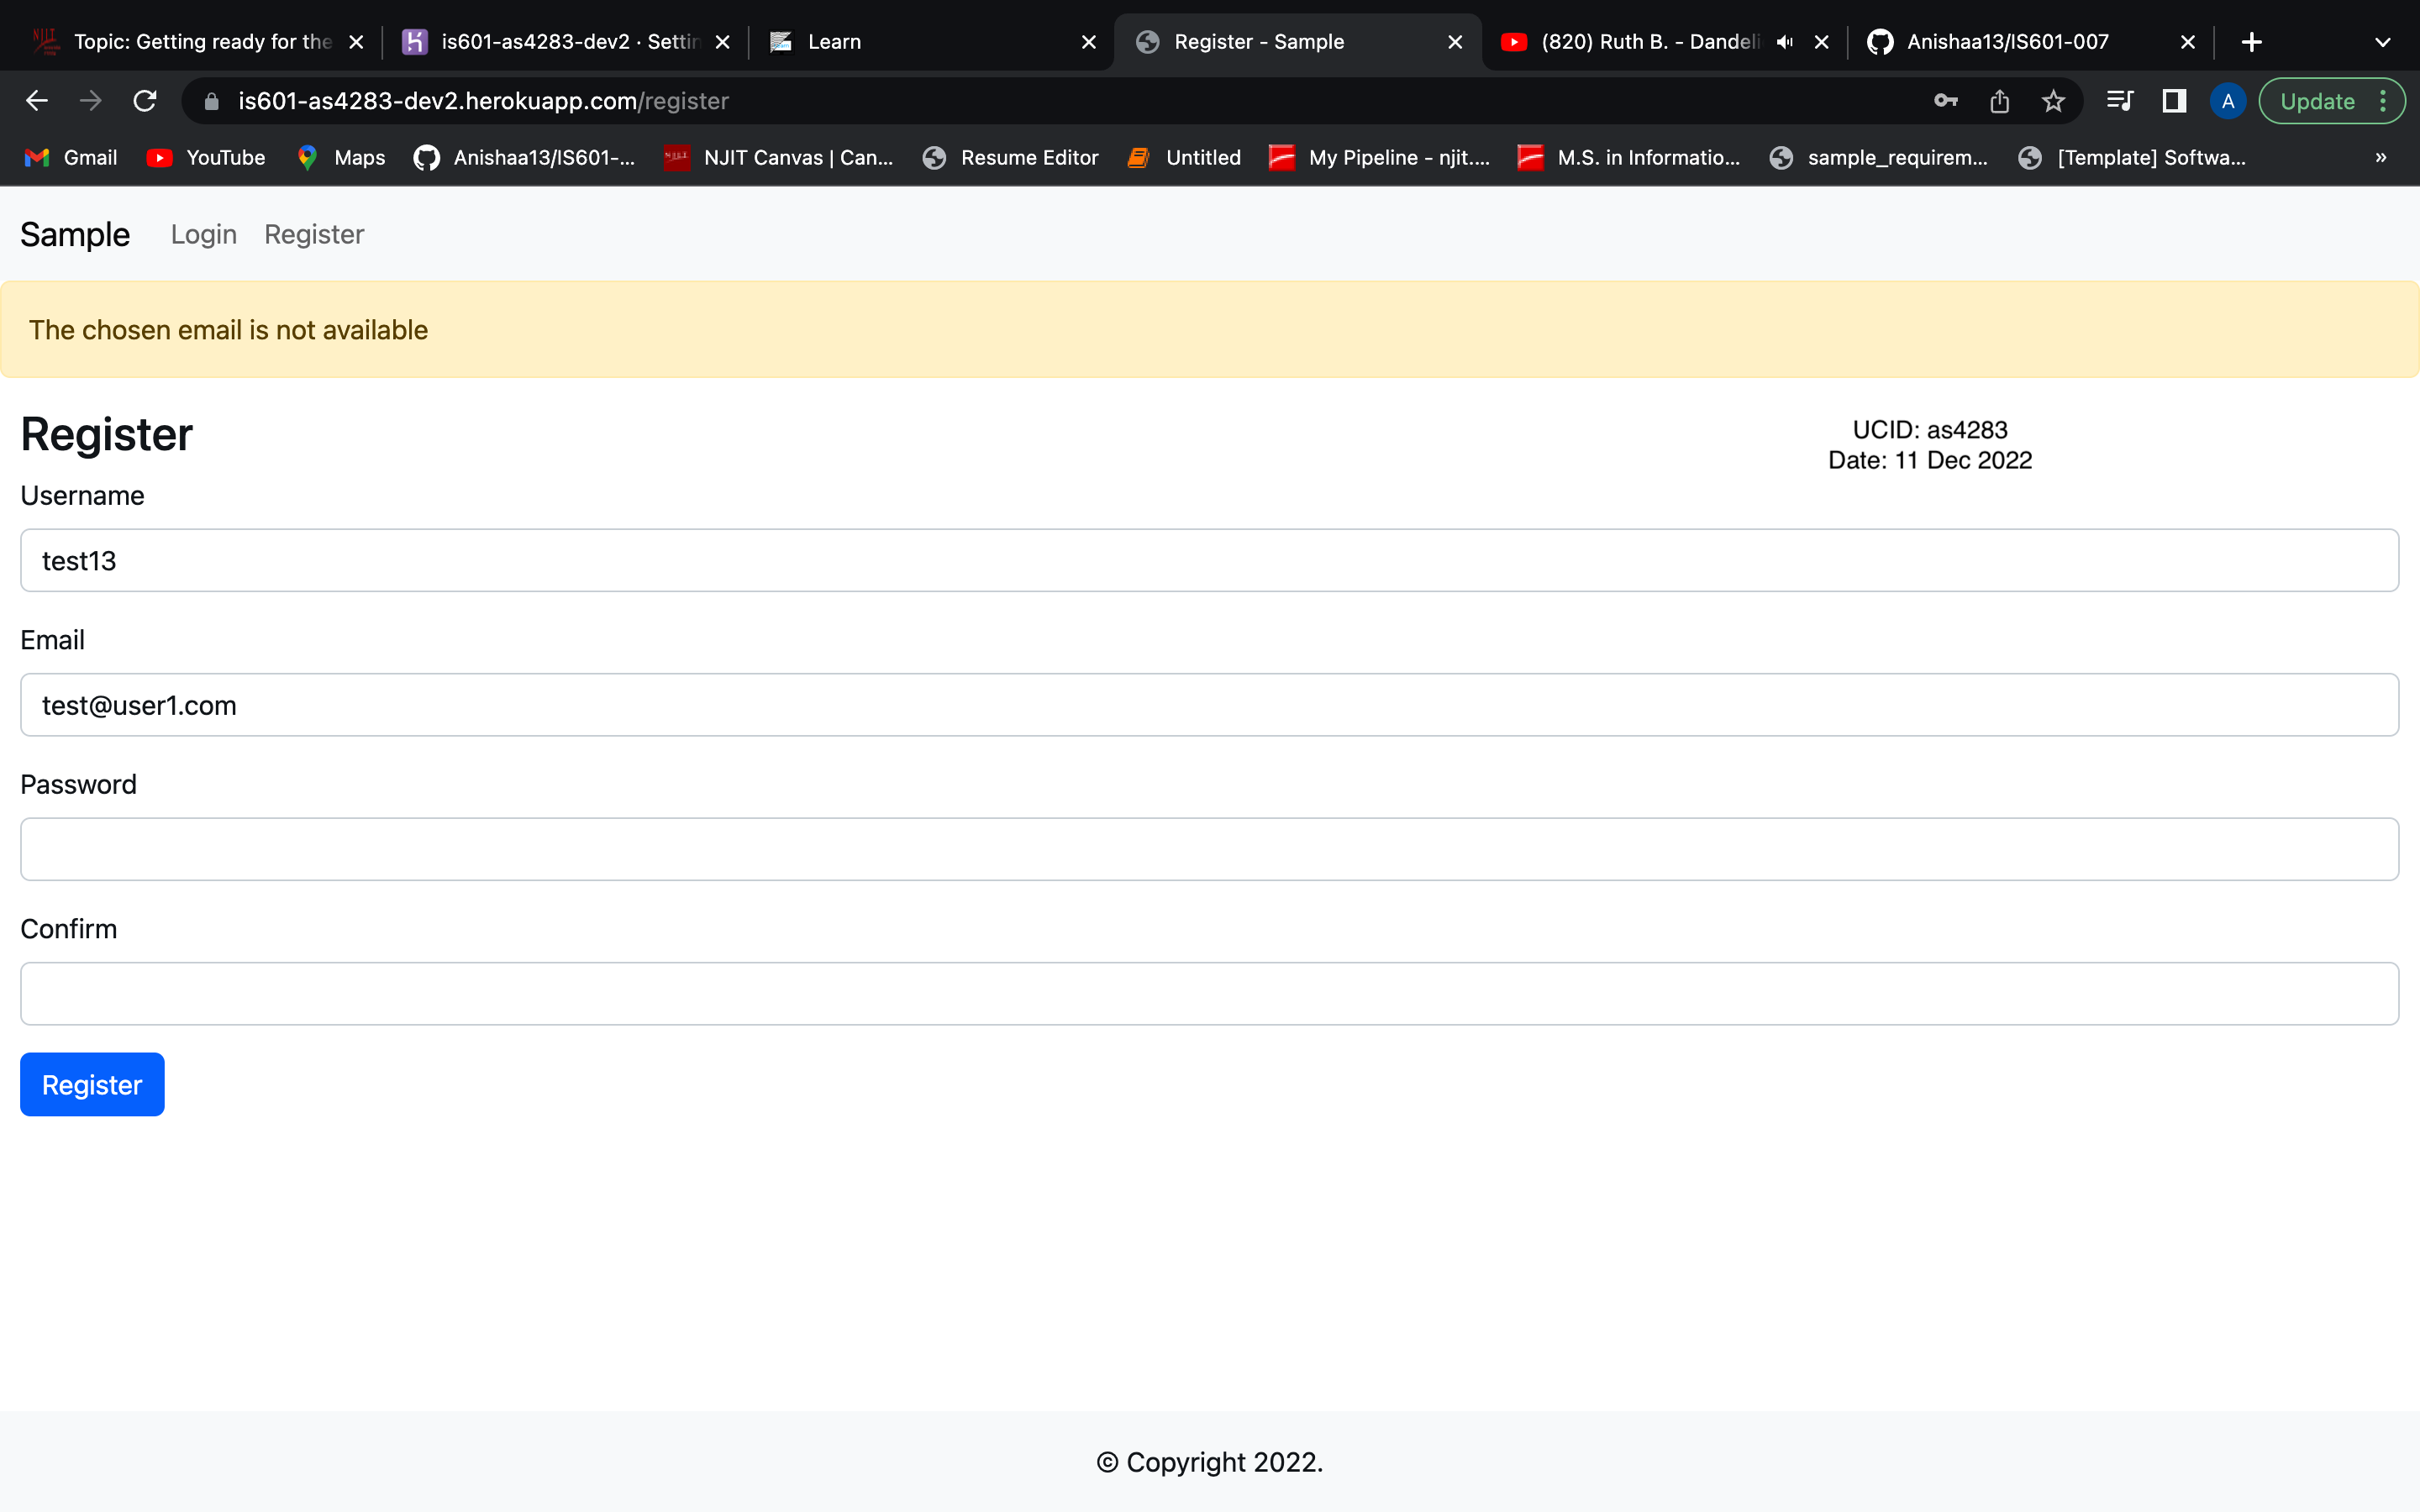 Topic: Getting ready for the
is601-as4283-dev2 · Settin
Learn
Register - Sample
(820) Ruth B. - Dandeli
Anishaa13/IS601-007
is601-as4283-dev2.herokuapp.com/register
A
Update
Gmail
YouTube
Maps
Anishaa13/IS601-...
NJIT Canvas | Can...
Resume Editor
Untitled
My Pipeline - njit....
M.S. in Informatio...
sample_requirem...
[Template] Softwa...
»
Sample
Login
Register
The chosen email is not available
Register
UCID: as4283
Date: 11 Dec 2022
Username
test13
Email
test@user1.com
Password
Confirm
Register
© Copyright 2022.